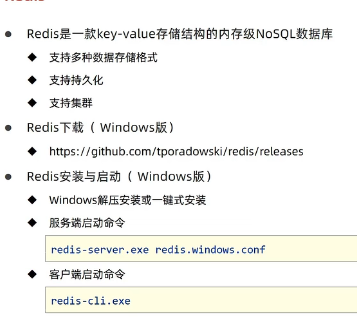 Redis是一款key-value存储结构的内存级NoSQL数据库
支持多种数据存储格式
支持持久化
支持集群
Redis下载（ Windows版）
https://github.com/tporadowski/redis/releases
Redis安装与启动（ Windows版）
Windows解压安装或一键式安装
服务端启动命令
redis-server.exe redis.windows.conf
客户端启动命令
redis-cli.exe